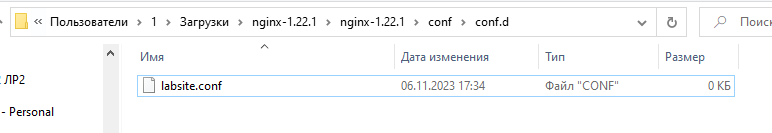 « Пользователи › 1 › Загрузки › nginx-1.22.1 › nginx-1.22.1 › conf › conf.d
Поиск
Имя Дата изменения Тип Размер
labsite.conf 06.11.2023 17:34 Файл "CONF" 0 КБ
ЛР2
- Personal